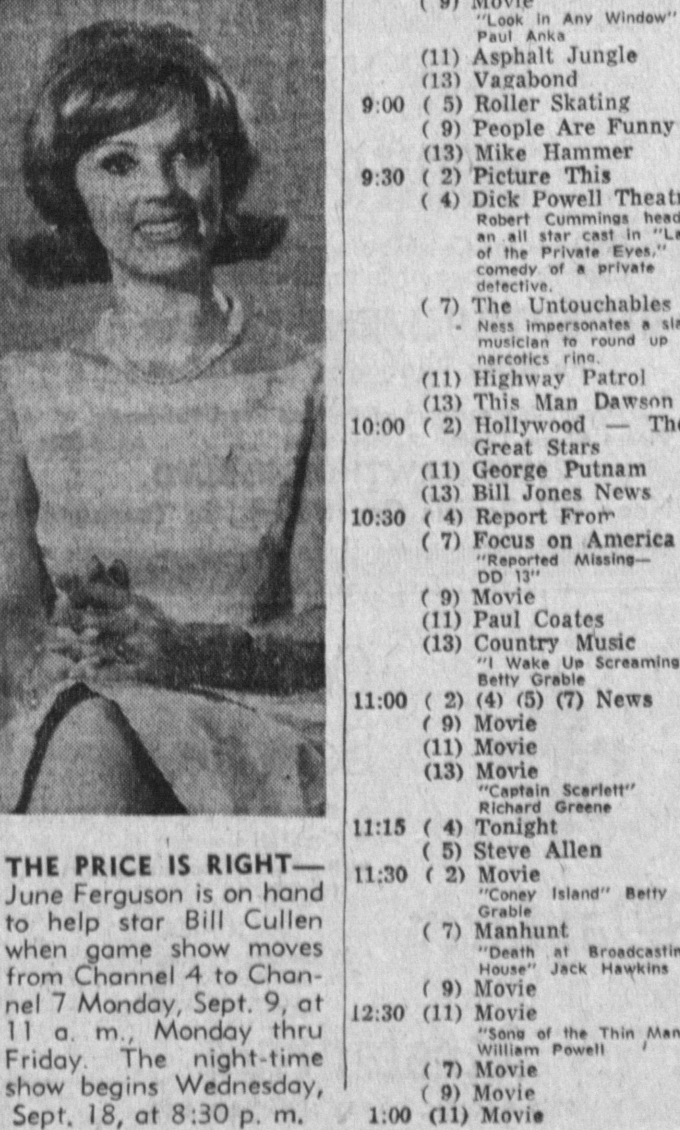 THE PRICE IS RIGHT—
June Ferguson is on hand
to help star Bill Cullen
when game show moves
from Channel 4 to Chan-
nel 7 Monday, Sept. 9, at
11 a. m., Monday thru
Friday. The night-time
show begins Wednesday,
Sept. 18, at 8:30 p. m.
( 9) Movie
"Look in Any Window"
Paul Anka
(11) Asphalt Jungle
(13) Vagabond
9:00 ( 5) Roller Skating
( 9) People Are Funny
(13) Mike Hammer
9:30 ( 2) Picture This
( 4) Dick Powell Theatr
Robert Cummings head
an all star cast in "La
of the Private Eyes,"
comedy of a private
detective.
( 7) The Untouchables
Ness impersonates a sla
musician to round up
narcotics ring.
(11) Highway Patrol
(13) This Man Dawson
10:00 ( 2) Hollywood — The
Great Stars
(11) George Putnam
(13) Bill Jones News
10:30 ( 4) Report From
( 7) Focus on America
"Reported Missing—
DD 13"
( 9) Movie
(11) Paul Coates
(13) Country Music
"I Wake Up Screaming
Betty Grable
11:00 ( 2) (4) (5) (7) News
( 9) Movie
(11) Movie
(13) Movie
"Captain Scarlett"
Richard Greene
11:15 ( 4) Tonight
( 5) Steve Allen
11:30 ( 2) Movie
"Coney Island" Betty
Grable
( 7) Manhunt
"Death at Broadcastin
House" Jack Hawkins
( 9) Movie
12:30 (11) Movie
"Song of the Thin Man
William Powell
( 7) Movie
( 9) Movie
1:00 (11) Movie